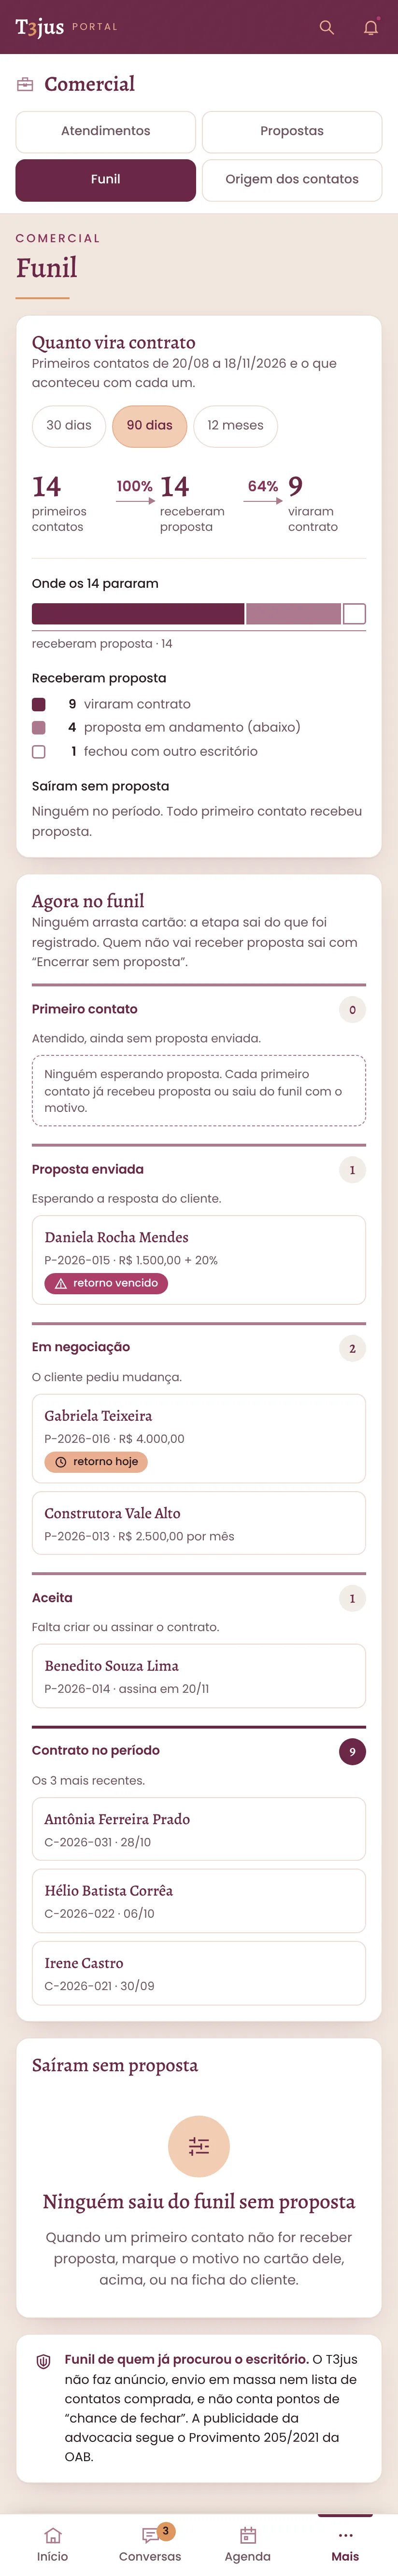 T3jus PORTAL
Comercial
Atendimentos
Propostas
Funil
Origem dos contatos
COMERCIAL
Funil
Quanto vira contrato
Primeiros contatos de 20/08 a 18/11/2026 e o que
aconteceu com cada um.
30 dias
90 dias
12 meses
14
primeiros
contatos
100%
14
receberam
proposta
64%
9
viraram
contrato
Onde os 14 pararam
receberam proposta · 14
Receberam proposta
9 viraram contrato
4 proposta em andamento (abaixo)
1 fechou com outro escritório
Saíram sem proposta
Ninguém no período. Todo primeiro contato recebeu
proposta.
Agora no funil
Ninguém arrasta cartão: a etapa sai do que foi
registrado. Quem não vai receber proposta sai com
“Encerrar sem proposta”.
Primeiro contato
0
Atendido, ainda sem proposta enviada.
Ninguém esperando proposta. Cada primeiro
contato já recebeu proposta ou saiu do funil com o
motivo.
Proposta enviada
1
Esperando a resposta do cliente.
Daniela Rocha Mendes
P-2026-015 · R$ 1.500,00 + 20%
retorno vencido
Em negociação
2
O cliente pediu mudança.
Gabriela Teixeira
P-2026-016 · R$ 4.000,00
retorno hoje
Construtora Vale Alto
P-2026-013 · R$ 2.500,00 por mês
Aceita
1
Falta criar ou assinar o contrato.
Benedito Souza Lima
P-2026-014 · assina em 20/11
Contrato no período
9
Os 3 mais recentes.
Antônia Ferreira Prado
C-2026-031 · 28/10
Hélio Batista Corrêa
C-2026-022 · 06/10
Irene Castro
C-2026-021 · 30/09
Saíram sem proposta
Ninguém saiu do funil sem proposta
Quando um primeiro contato não for receber
proposta, marque o motivo no cartão dele,
acima, ou na ficha do cliente.
Funil de quem já procurou o escritório. O T3jus
não faz anúncio, envio em massa nem lista de
contatos comprada, e não conta pontos de
“chance de fechar”. A publicidade da
advocacia segue o Provimento 205/2021 da
OAB.
Início
Conversas
3
Agenda
Mais